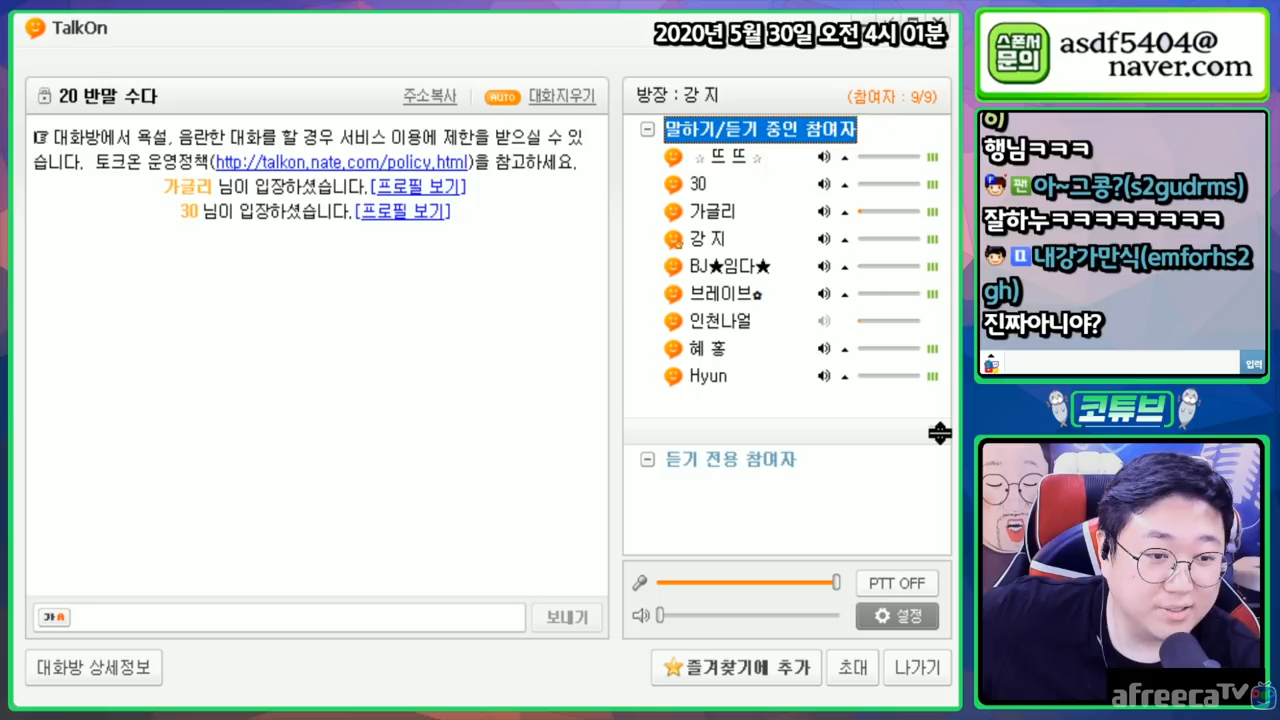 TalkOn
2020년 5월 30일 오전 4시 01분
20 반말 수다
주소복사
AUTO
대화지우기
☞ 대화방에서 욕설, 음란한 대화를 할 경우 서비스 이용에 제한을 받으실 수 있
습니다. 토크온 운영정책(http://talkon.nate.com/policy.html)을 참고하세요.
가글리 님이 입장하셨습니다.[프로필 보기]
30 님이 입장하셨습니다.[프로필 보기]
가A
보내기
대화방 상세정보
방장 : 강 지
(참여자 : 9/9)
말하기/듣기 중인 참여자
☆ 뜨 뜨 ☆
30
가글리
강 지
BJ★임다★
브레이브✿
인천나얼
혜 홍
Hyun
듣기 전용 참여자
PTT OFF
설정
즐겨찾기에 추가
초대
나가기
스폰서
문의
asdf5404@
naver.com
행님ㅋㅋㅋ
팬 아~그콩?(s2gudrms)
잘하누ㅋㅋㅋㅋㅋㅋㅋㅋ
내강가만식(emforhs2
gh)
진짜아니야?
입력
코튜브
afreecaTV